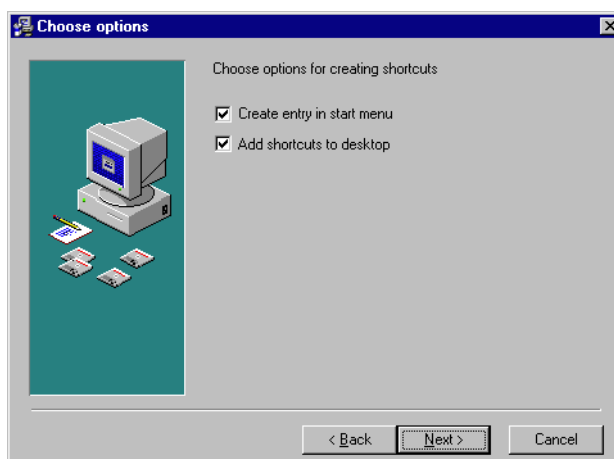 Choose options
Choose options for creating shortcuts
Create entry in start menu
Add shortcuts to desktop
< Back
Next >
Cancel